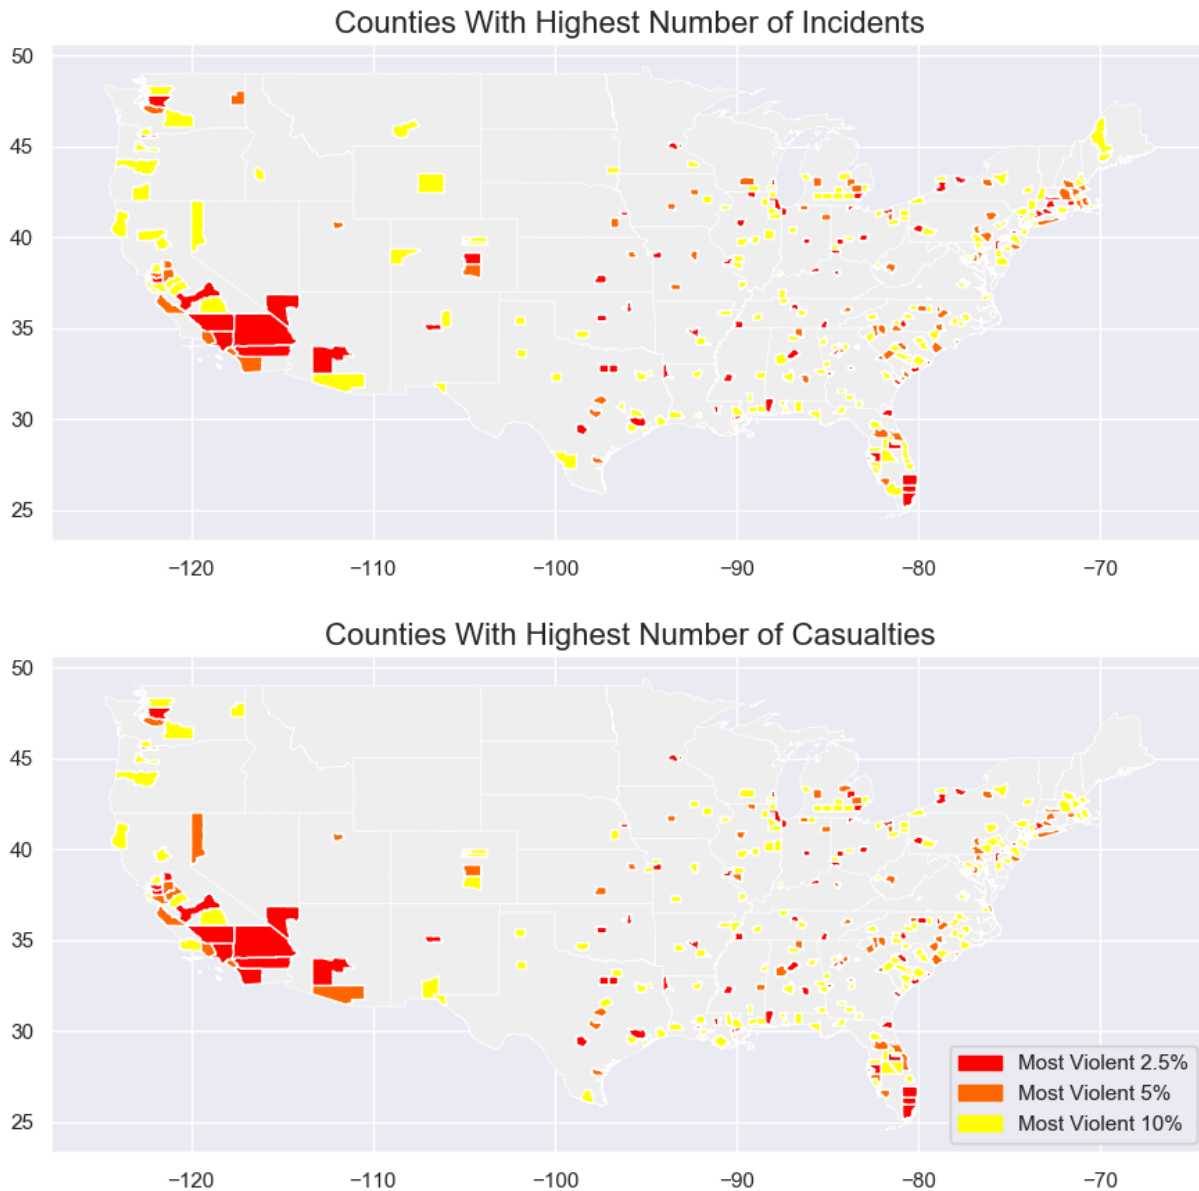 Counties With Highest Number of Incidents
50
45
40
35
30
25
−120 −110 −100 −90 −80 −70
Counties With Highest Number of Casualties
50
45
40
35
30
25
Most Violent 2.5%
Most Violent 5%
Most Violent 10%
−120 −110 −100 −90 −80 −70